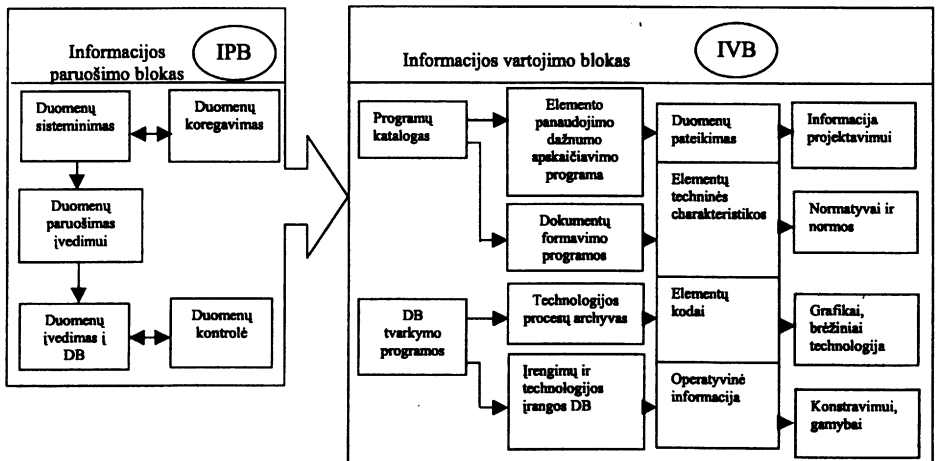 Informacijos
paruošimo blokas
IPB
Duomenų
sisteminimas
Duomenų
koregavimas
Duomenų
paruošimas
įvedimui
Duomenų
įvedimas į
DB
Duomenų
kontrolė
Informacijos vartojimo blokas
IVB
Programų
katalogas
Elemento
panaudojimo
dažnumo
apskaičiavimo
programa
Dokumentų
formavimo
programos
DB
tvarkymo
programos
Technologijos
procesų archyvas
Įrengimų ir
technologijos
įrangos DB
Duomenų
pateikimas
Elementų
techninės
charakteristikos
Elementų
kodai
Operatyvinė
informacija
Informacija
projektavimui
Normatyvai ir
normos
Grafikai,
brėžiniai
technologija
Konstravimui,
gamybai